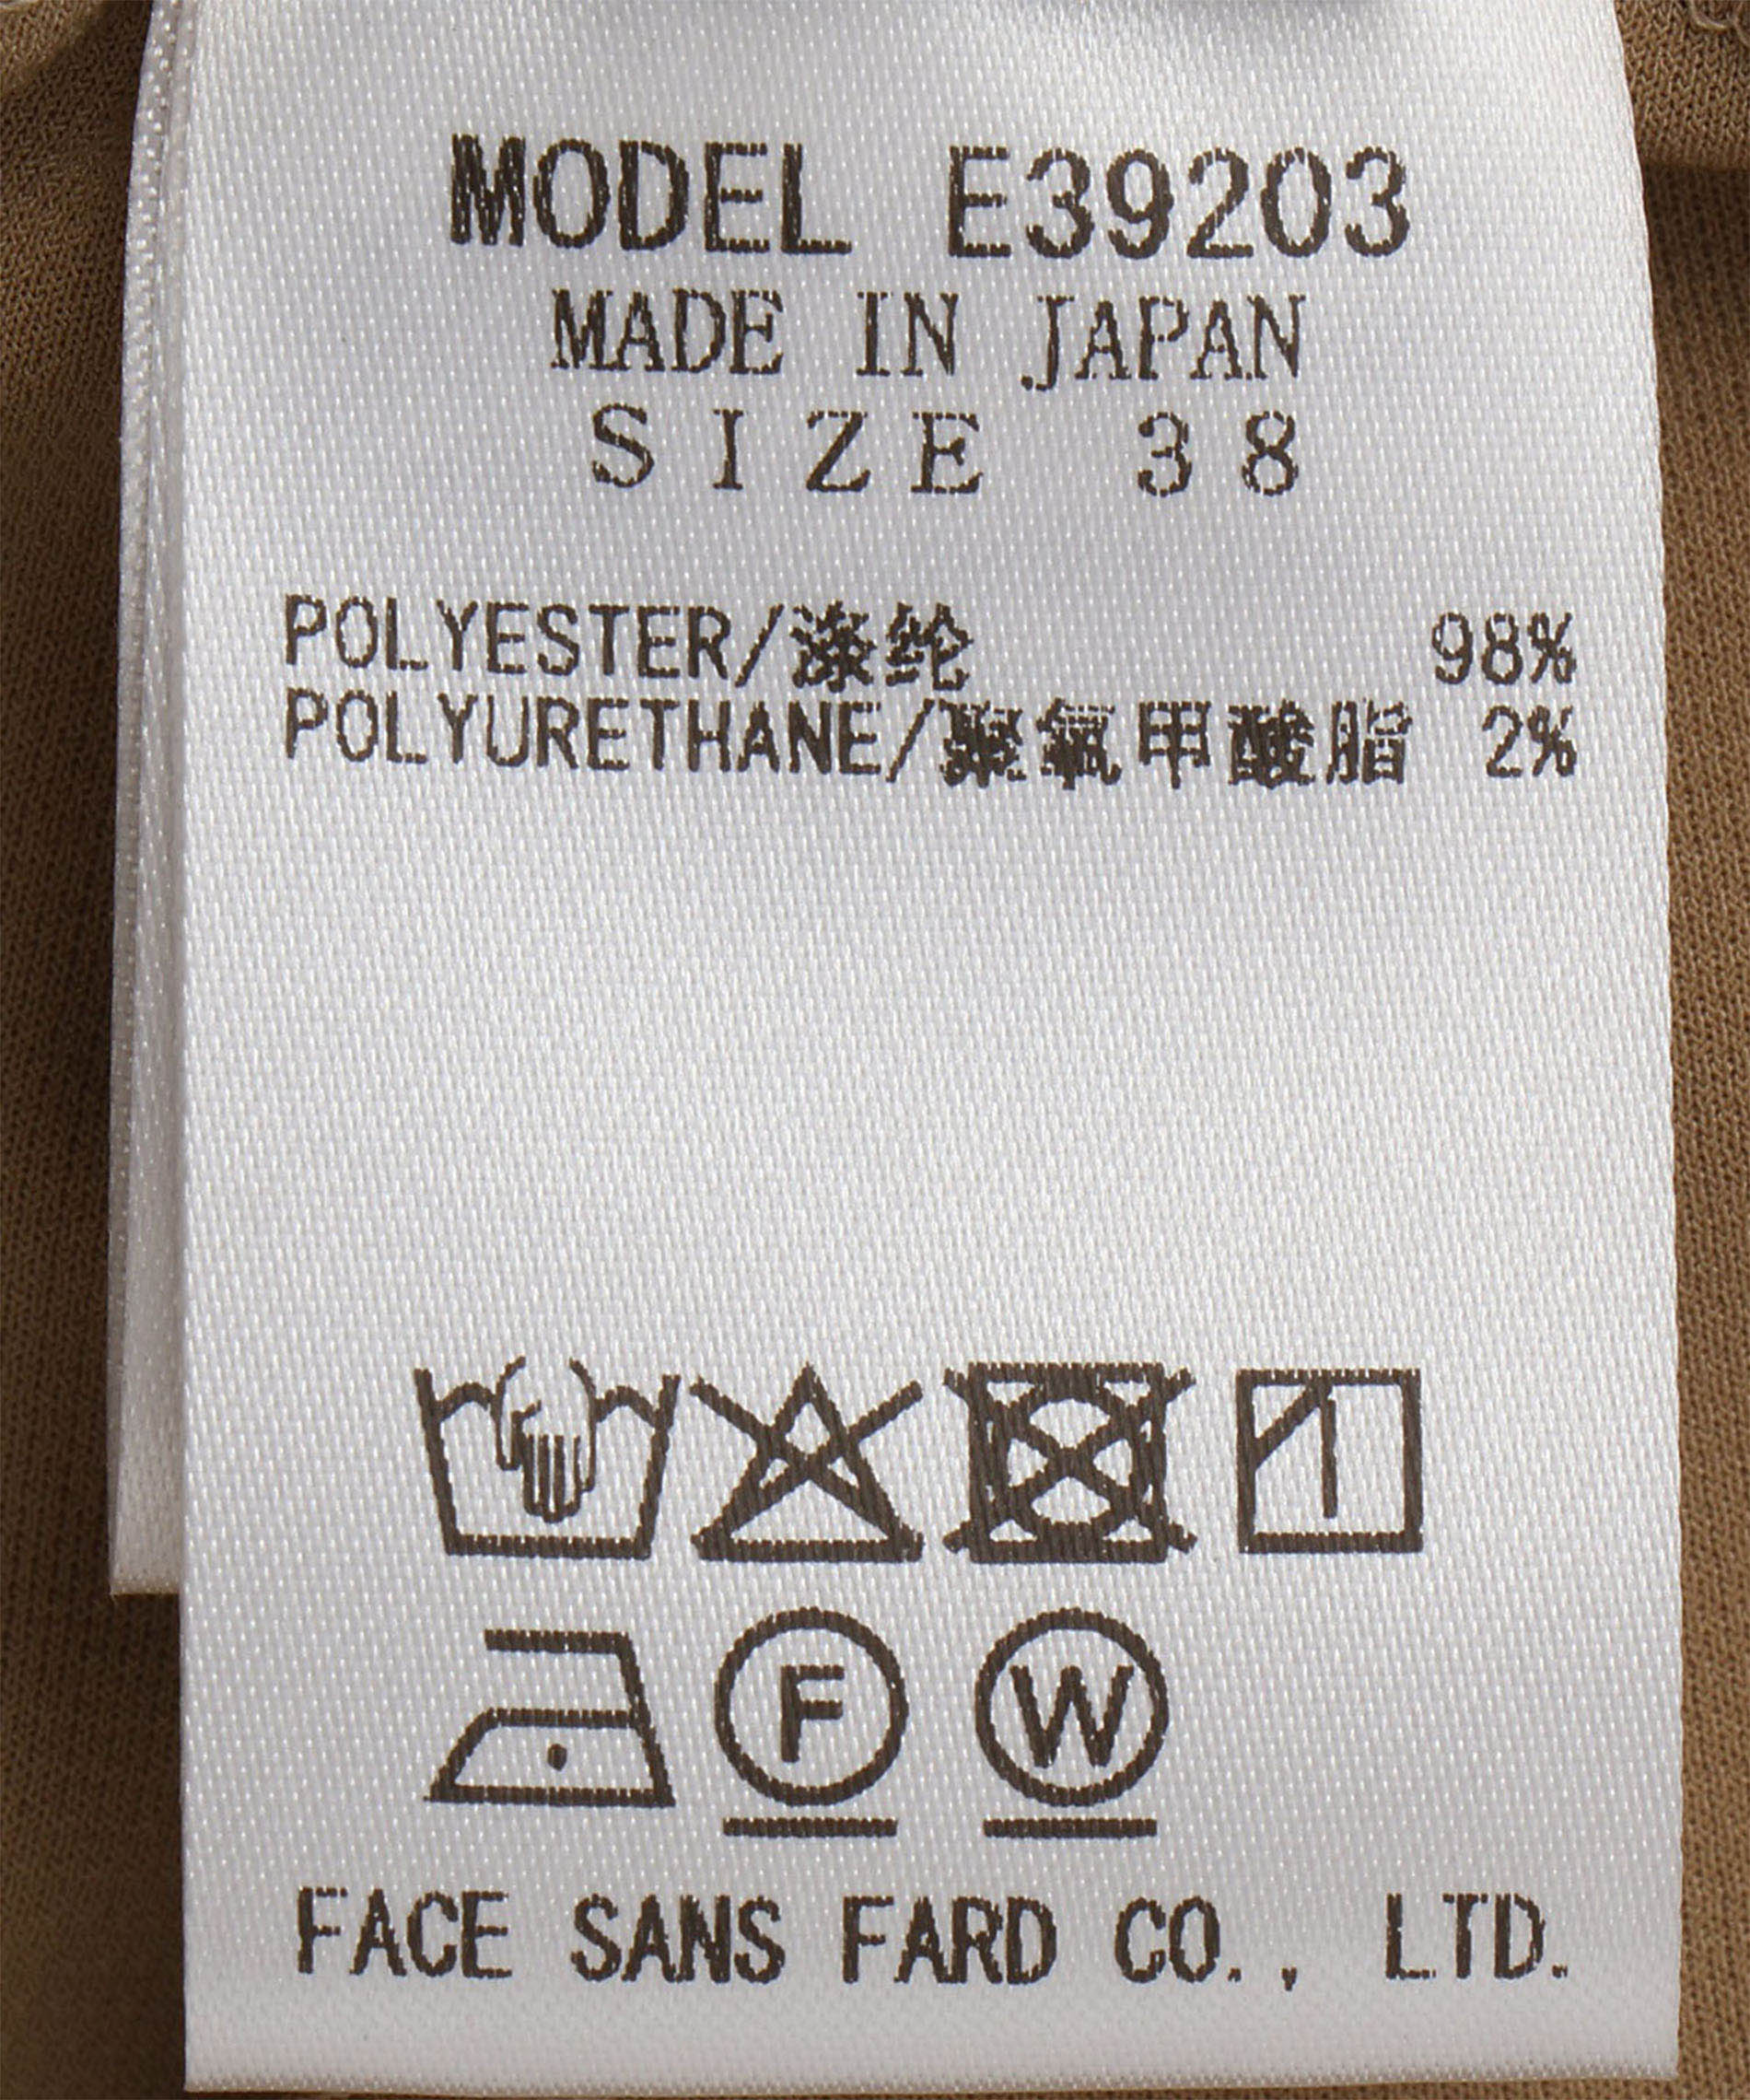 MODEL E39203
MADE IN JAPAN
SIZE 38
POLYESTER/涤纶 98%
POLYURETHANE/聚氨甲酸脂 2%
F W
FACE SANS FARD CO., LTD.